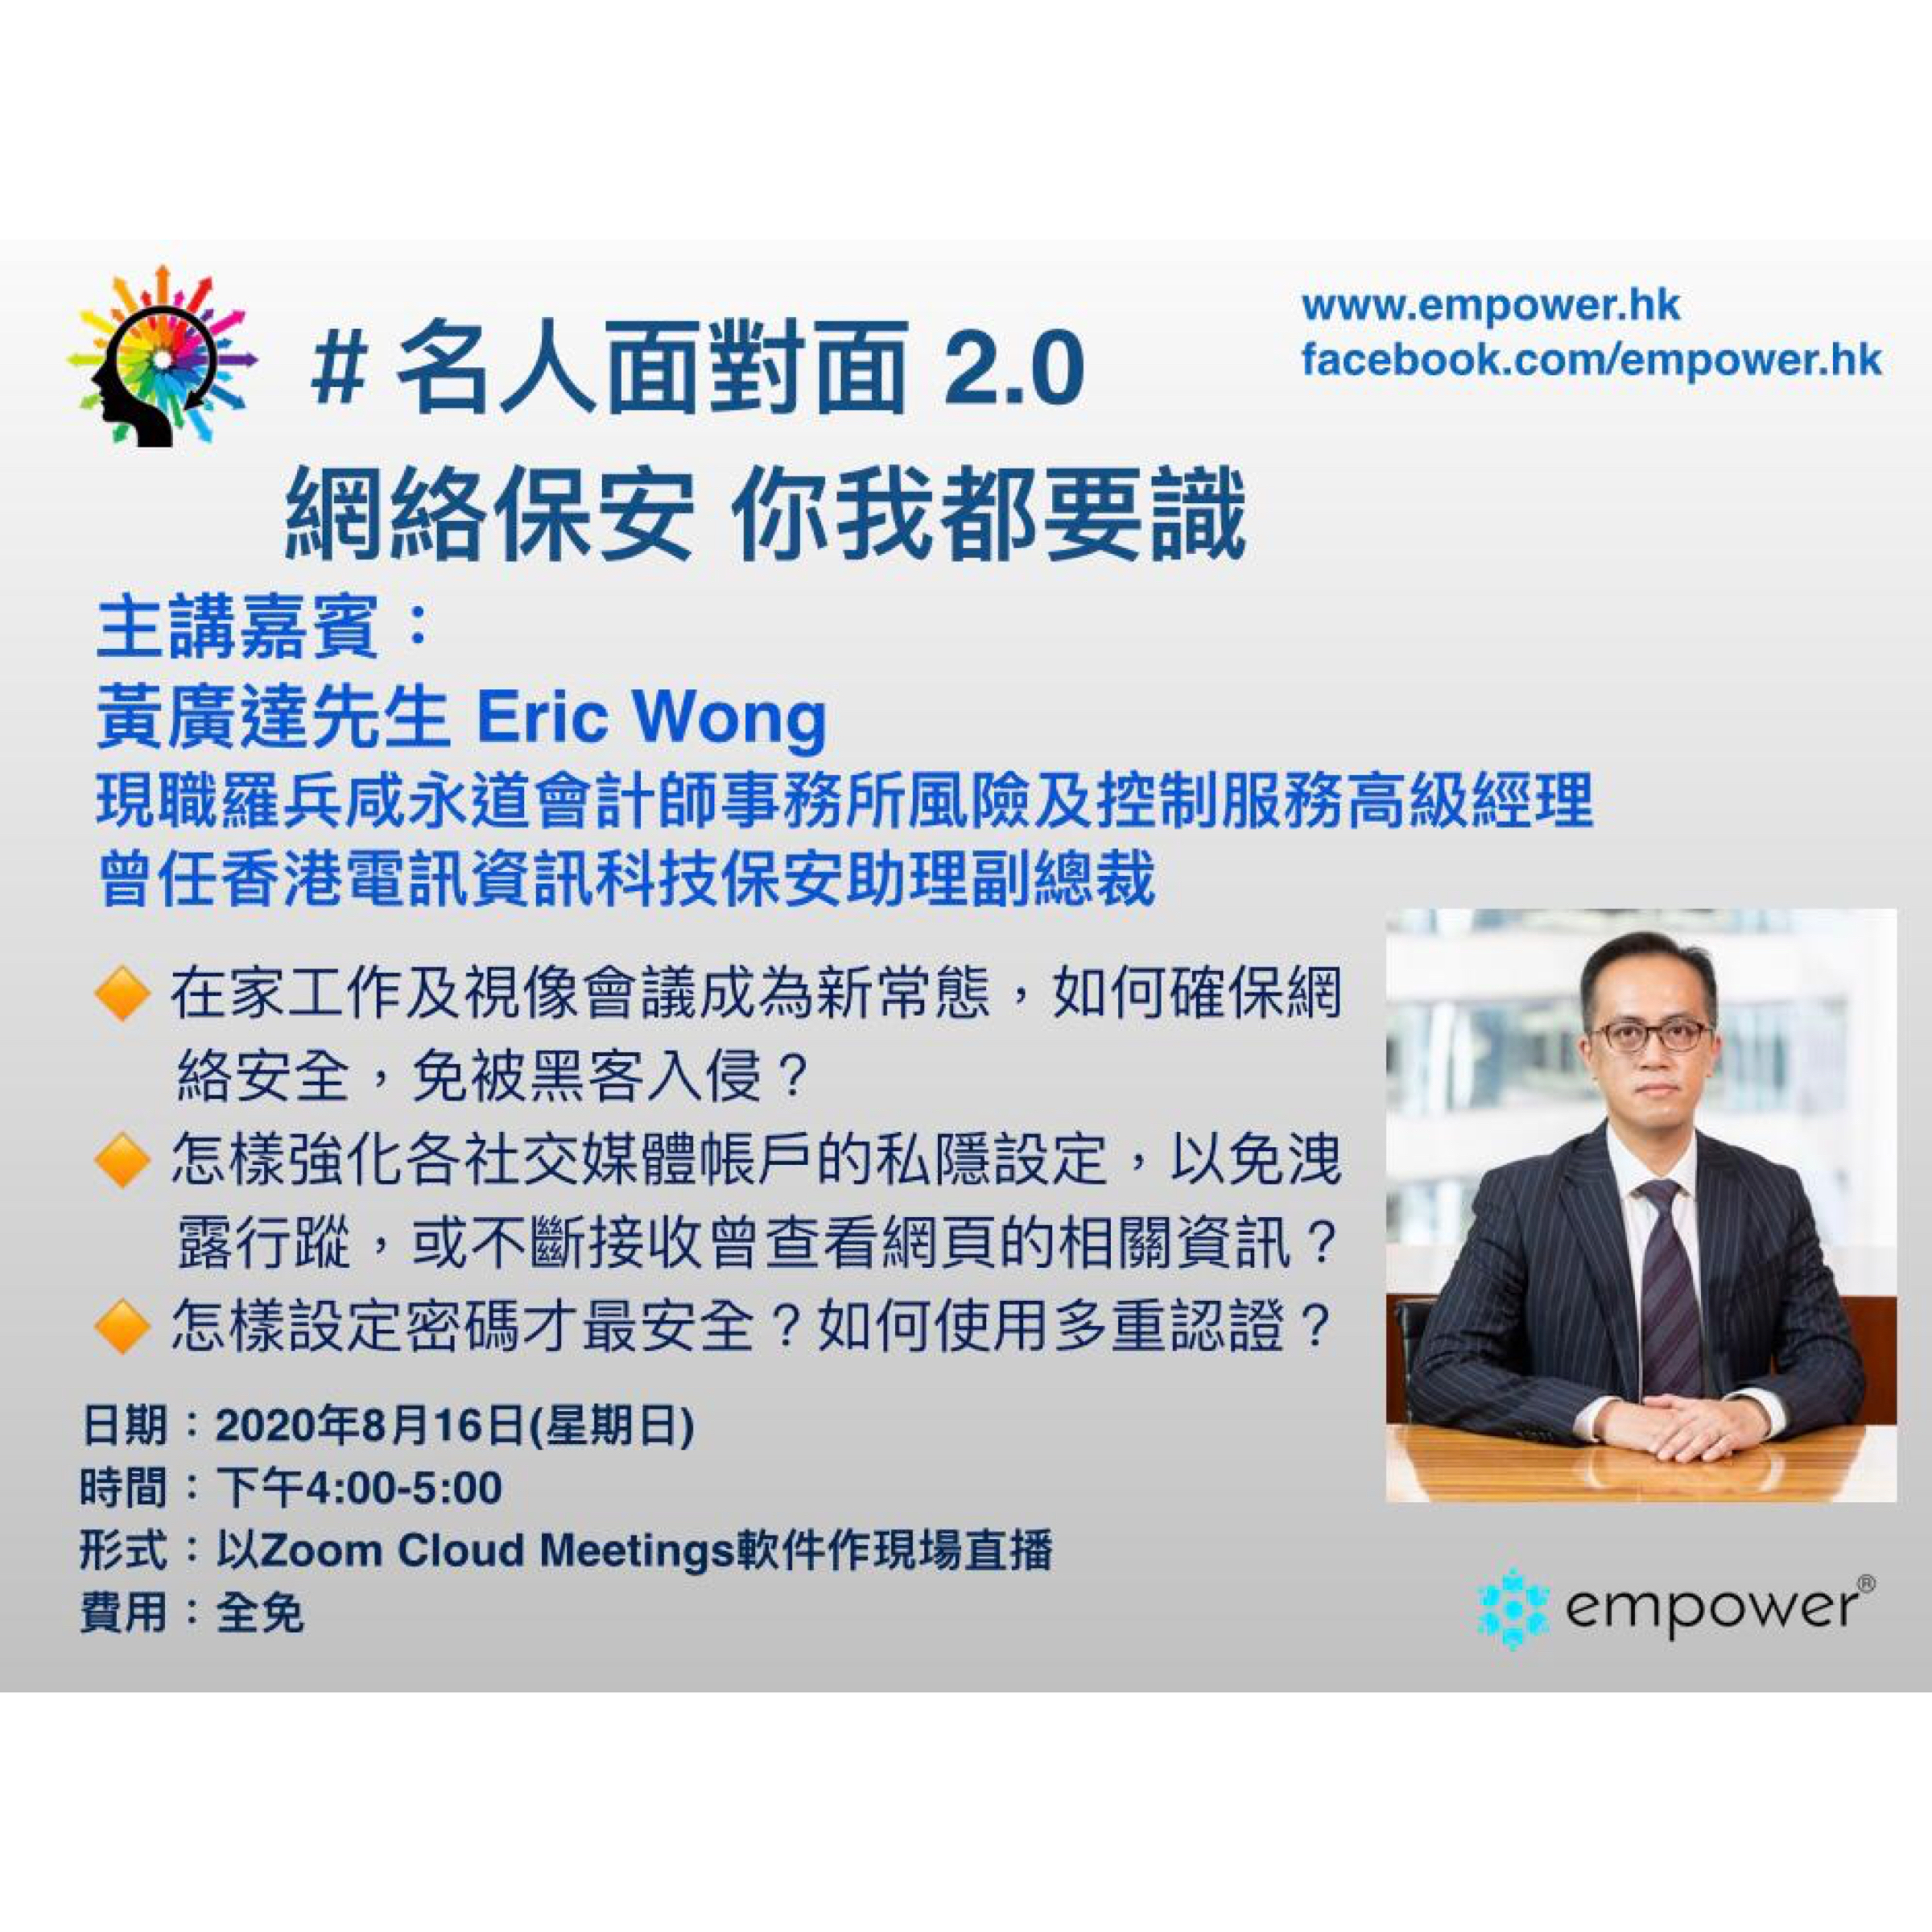 # 名人面對面 2.0
www.empower.hk
facebook.com/empower.hk
網絡保安 你我都要識
主講嘉賓：
黃廣達先生 Eric Wong
現職羅兵咸永道會計師事務所風險及控制服務高級經理
曾任香港電訊資訊科技保安助理副總裁
在家工作及視像會議成為新常態，如何確保網
絡安全，免被黑客入侵？
怎樣強化各社交媒體帳戶的私隱設定，以免洩
露行蹤，或不斷接收曾查看網頁的相關資訊？
怎樣設定密碼才最安全？如何使用多重認證？
日期：2020年8月16日(星期日)
時間：下午4:00-5:00
形式：以Zoom Cloud Meetings軟件作現場直播
費用：全免
empower®